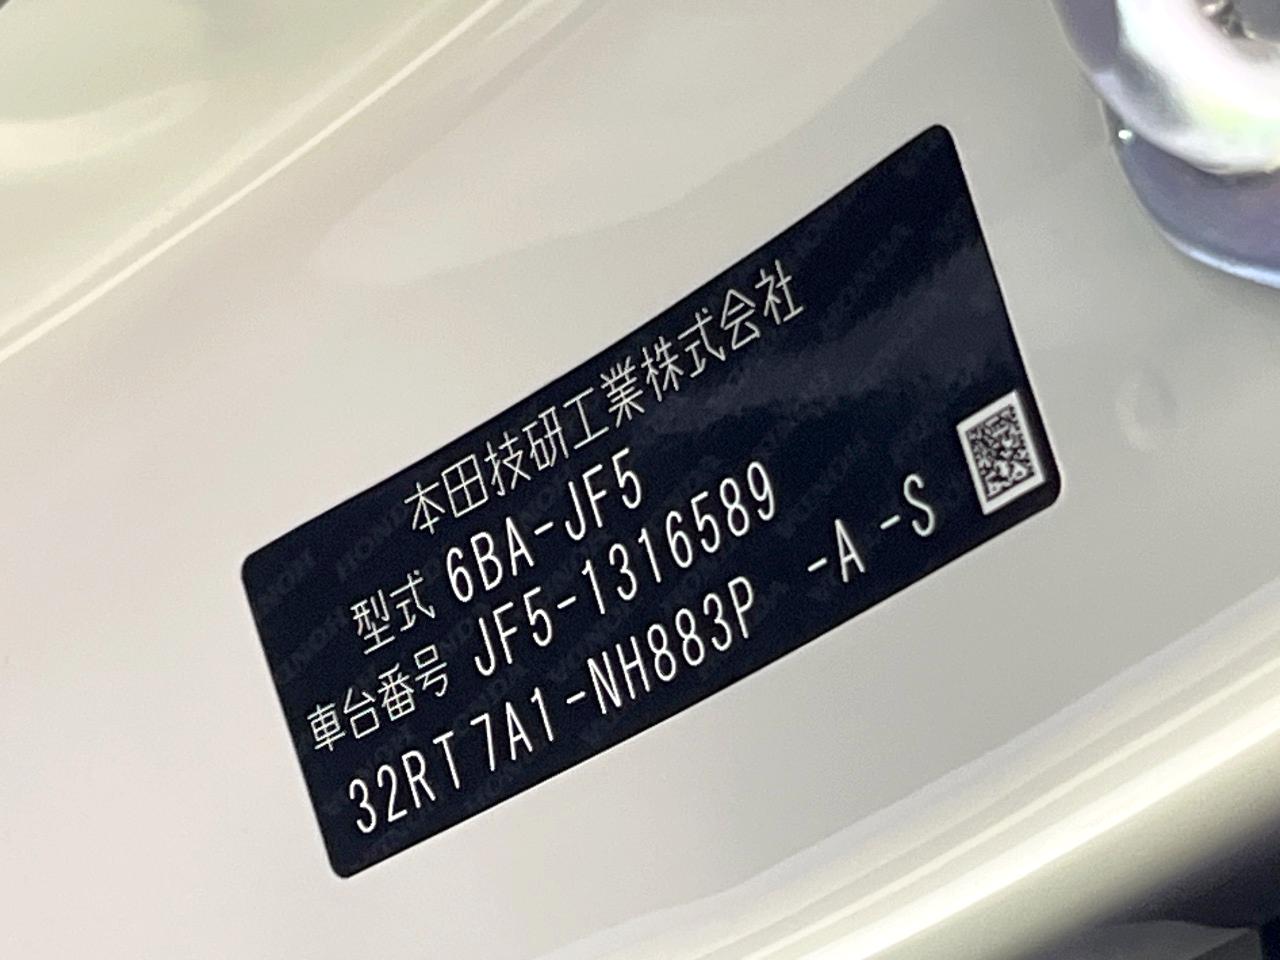 本田技研工業株式会社
型式 6BA-JF5
車台番号 JF5-1316589
32RT7A1-NH883P -A -S